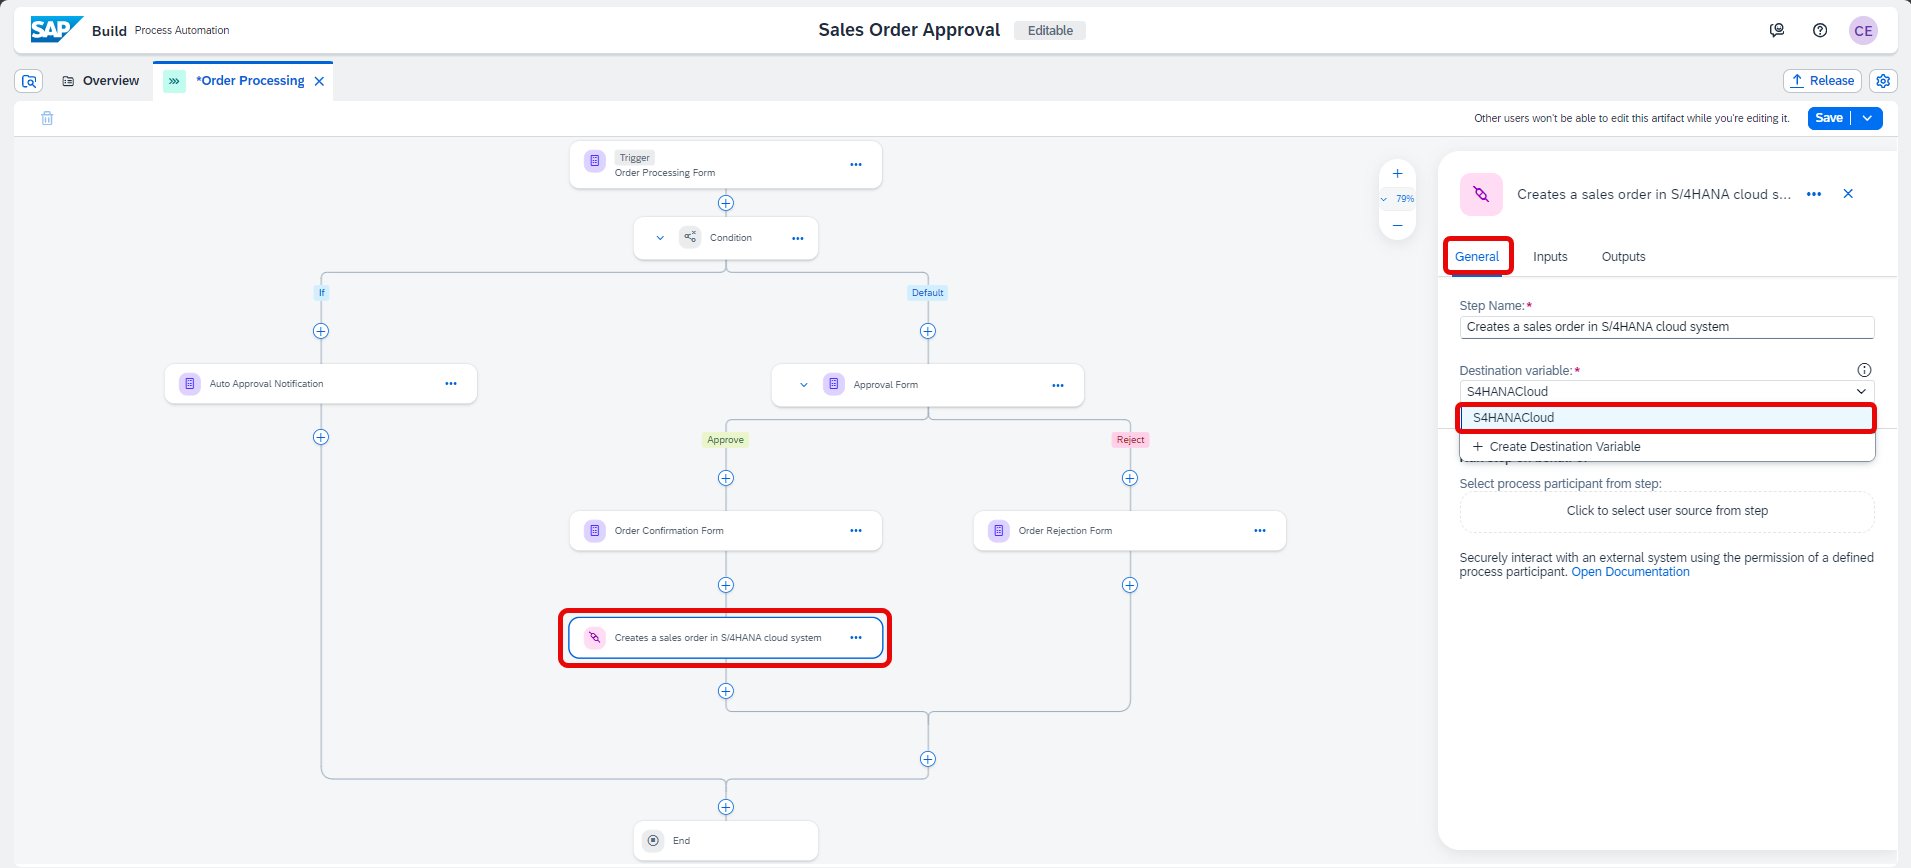 SAP Build Process Automation
Sales Order Approval Editable
CE
Overview
*Order Processing
Release
Other users won't be able to edit this artifact while you're editing it.
Save
Trigger
Order Processing Form
Condition
If
Default
Auto Approval Notification
Approval Form
Approve
Reject
Order Confirmation Form
Order Rejection Form
Creates a sales order in S/4HANA cloud system
End
79%
Creates a sales order in S/4HANA cloud s...
General Inputs Outputs
Step Name:*
Creates a sales order in S/4HANA cloud system
Destination variable:*
S4HANACloud
S4HANACloud
+ Create Destination Variable
Select process participant from step:
Click to select user source from step
Securely interact with an external system using the permission of a defined
process participant. Open Documentation